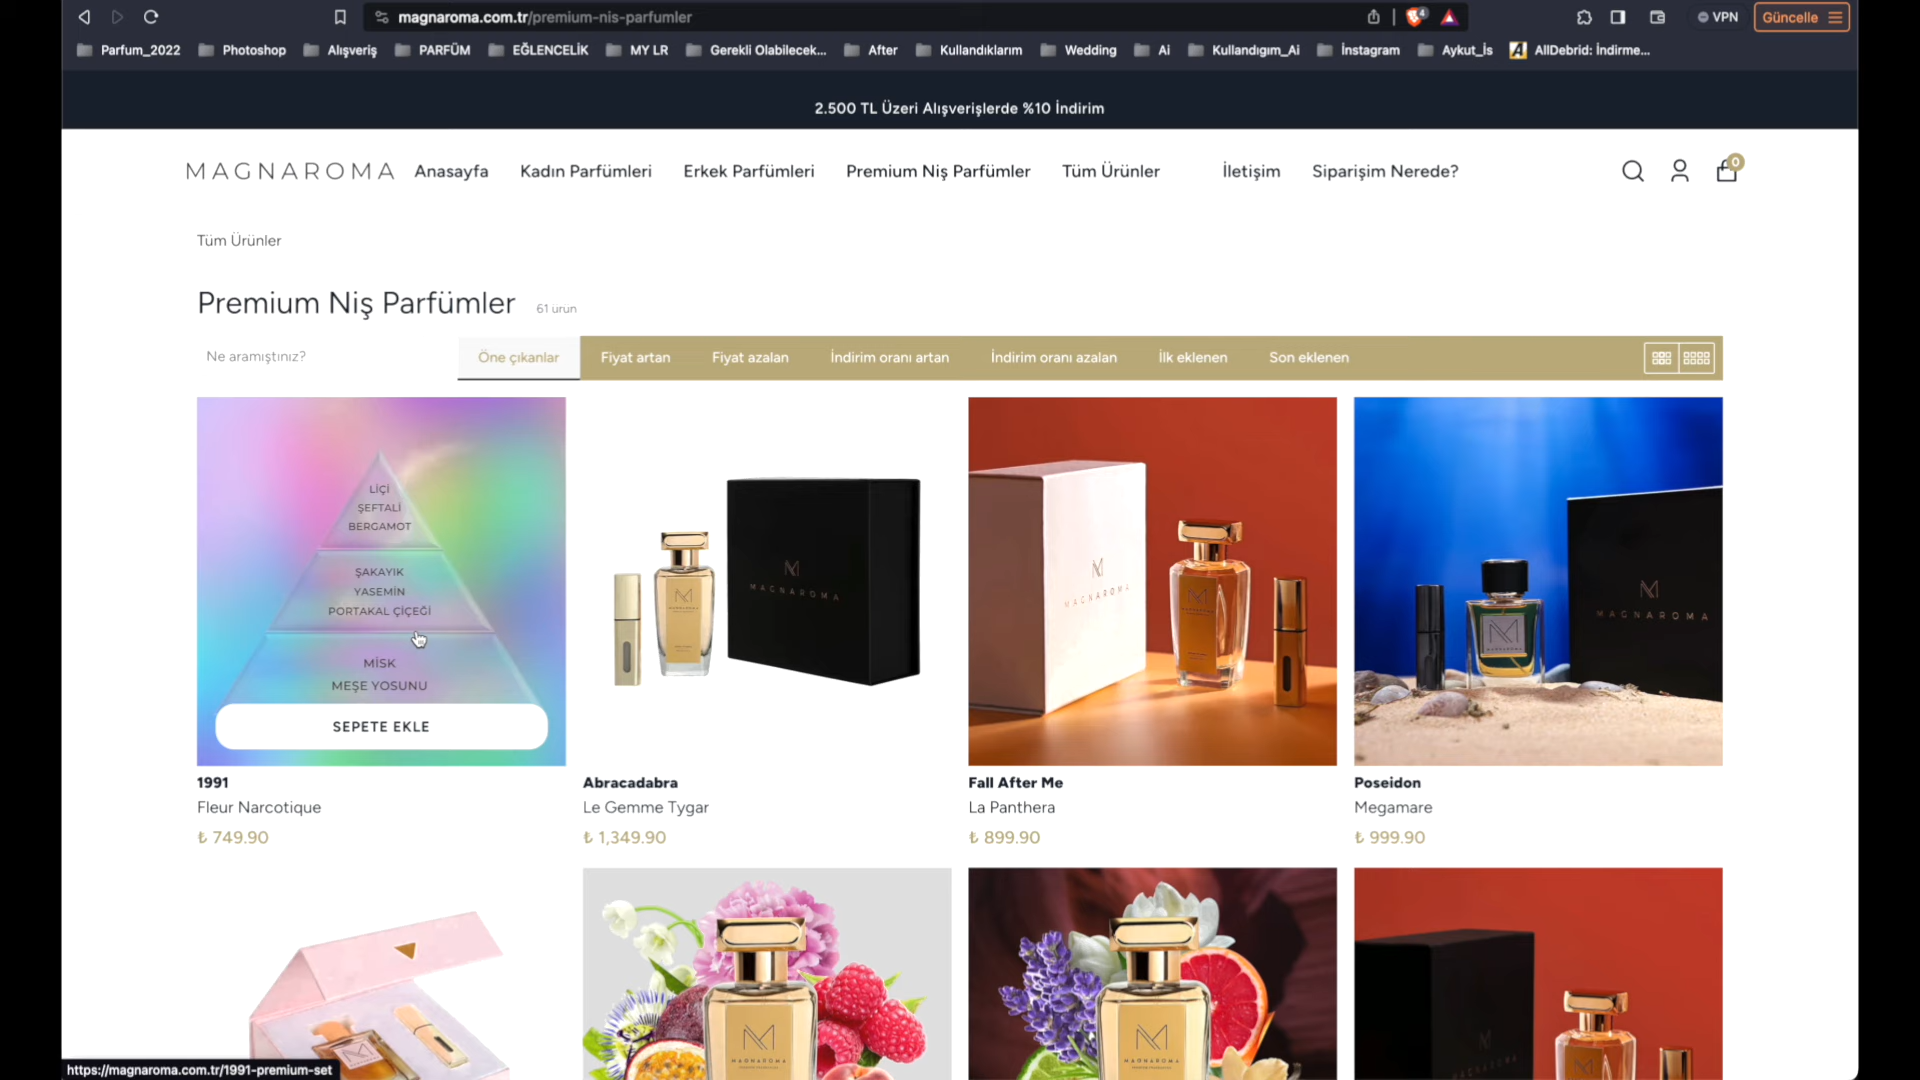 magnaroma.com.tr/premium-nis-parfumler
4
VPN
Güncelle
Parfum_2022
Photoshop
Alışveriş
PARFÜM
EĞLENCELİK
MY LR
Gerekli Olabilecek...
After
Kullandıklarım
Wedding
Ai
Kullandıgım_Ai
İnstagram
Aykut_İs
AllDebrid: İndirme...
2.500 TL Üzeri Alışverişlerde %10 İndirim
MAGNAROMA
Anasayfa
Kadın Parfümleri
Erkek Parfümleri
Premium Niş Parfümler
Tüm Ürünler
İletişim
Siparişim Nerede?
0
Tüm Ürünler
Premium Niş Parfümler
61 ürün
Ne aramıştınız?
Öne çıkanlar
Fiyat artan
Fiyat azalan
İndirim oranı artan
İndirim oranı azalan
İlk eklenen
Son eklenen
LİÇİ
ŞEFTALİ
BERGAMOT
ŞAKAYIK
YASEMİN
PORTAKAL ÇİÇEĞİ
MİSK
MEŞE YOSUNU
SEPETE EKLE
MAGNAROMA
MAGNAROMA
MAGNAROMA
1991
Fleur Narcotique
₺ 749.90
Abracadabra
Le Gemme Tygar
₺ 1,349.90
Fall After Me
La Panthera
₺ 899.90
Poseidon
Megamare
₺ 999.90
MAGNAROMA
MAGNAROMA
https://magnaroma.com.tr/1991-premium-set